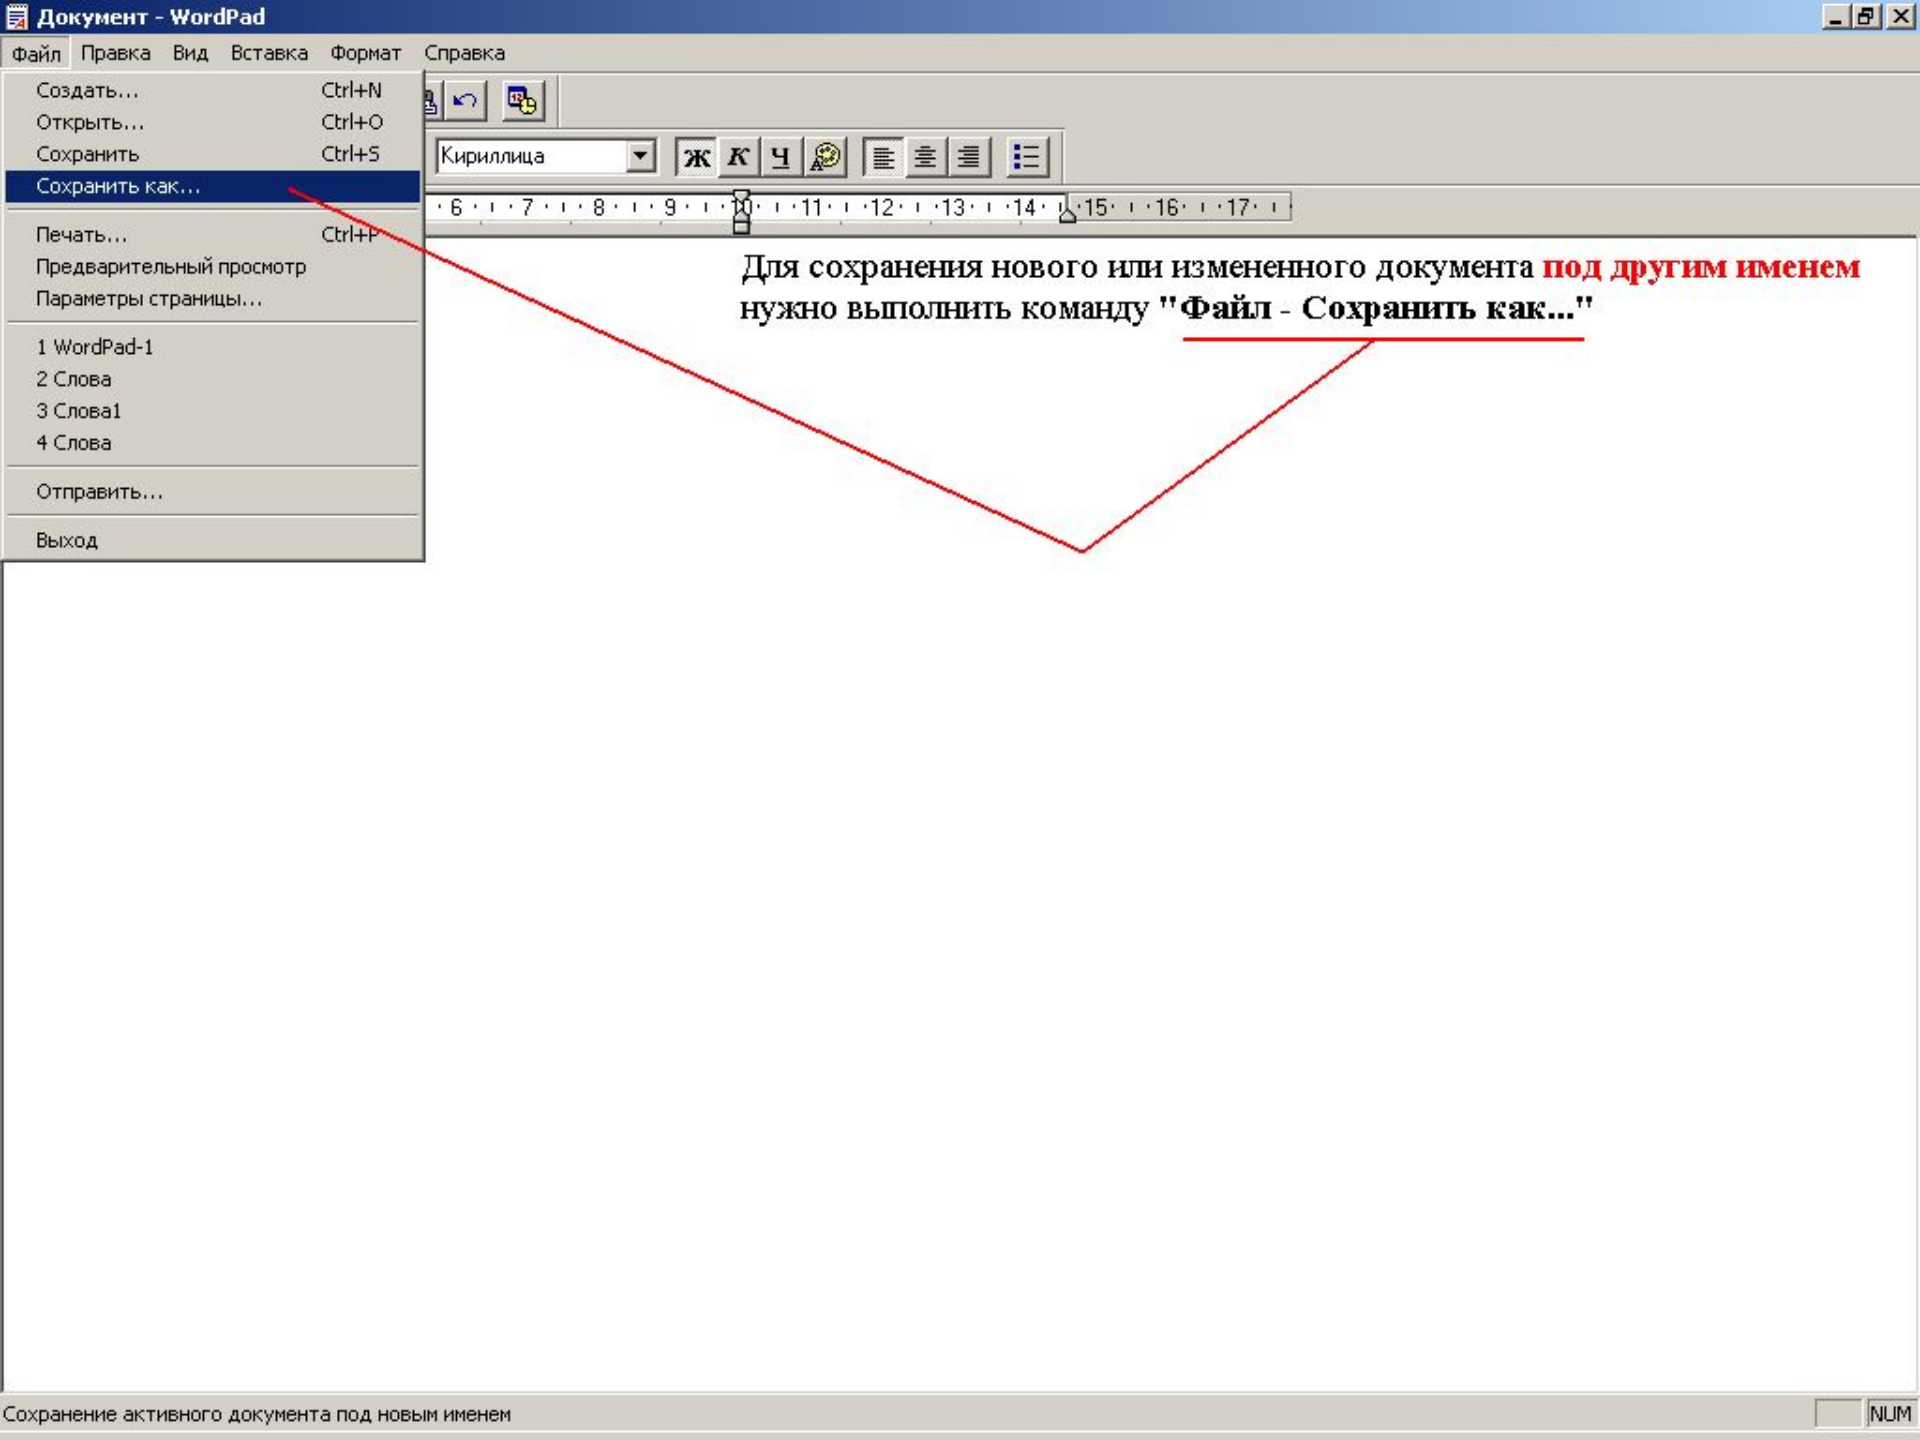 Документ - WordPad
Файл Правка Вид Вставка Формат Справка
Создать... Ctrl+N
Открыть... Ctrl+O
Сохранить Ctrl+S
Сохранить как...
Печать... Ctrl+P
Предварительный просмотр
Параметры страницы...
1 WordPad-1
2 Слова
3 Слова1
4 Слова
Отправить...
Выход
Кириллица Ж К Ч
6 7 8 9 10 11 12 13 14 15 16 17
Для сохранения нового или измененного документа под другим именем
нужно выполнить команду "Файл - Сохранить как..."
Сохранение активного документа под новым именем
NUM